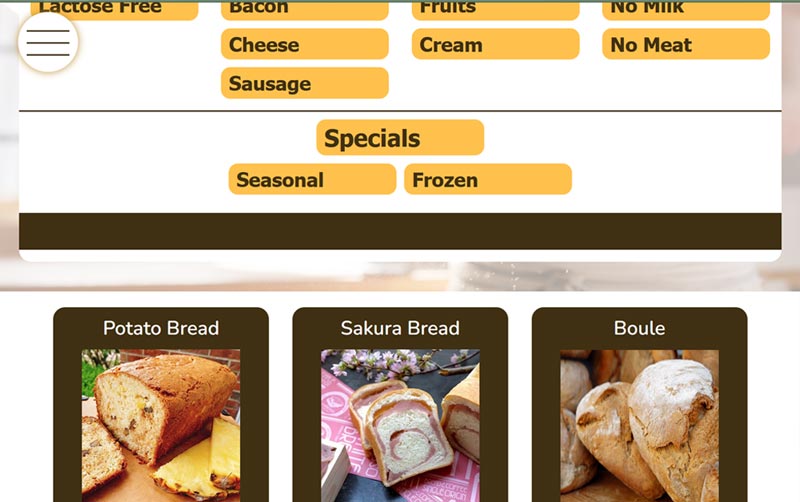 Lactose Free
Bacon
Fruits
No Milk
Cheese
Cream
No Meat
Sausage
Specials
Seasonal
Frozen
Potato Bread
Sakura Bread
Boule